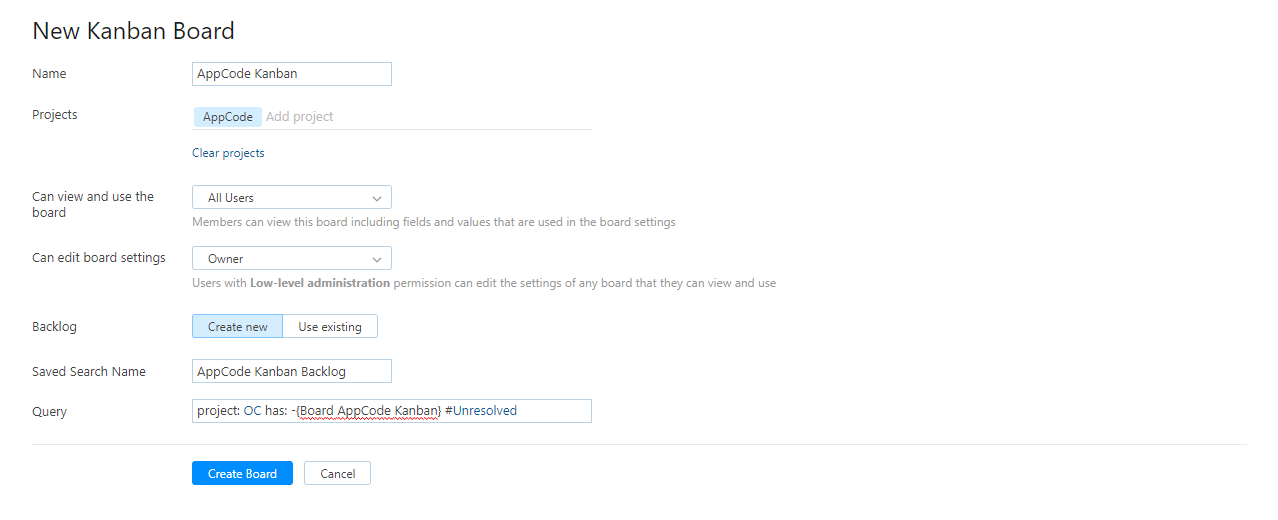 New Kanban Board
Name
AppCode Kanban
Projects
AppCode Add project
Clear projects
Can view and use the
board
All Users
Members can view this board including fields and values that are used in the board settings
Can edit board settings
Owner
Users with Low-level administration permission can edit the settings of any board that they can view and use
Backlog
Create new
Use existing
Saved Search Name
AppCode Kanban Backlog
Query
project: OC has: -{Board AppCode Kanban} #Unresolved
Create Board
Cancel